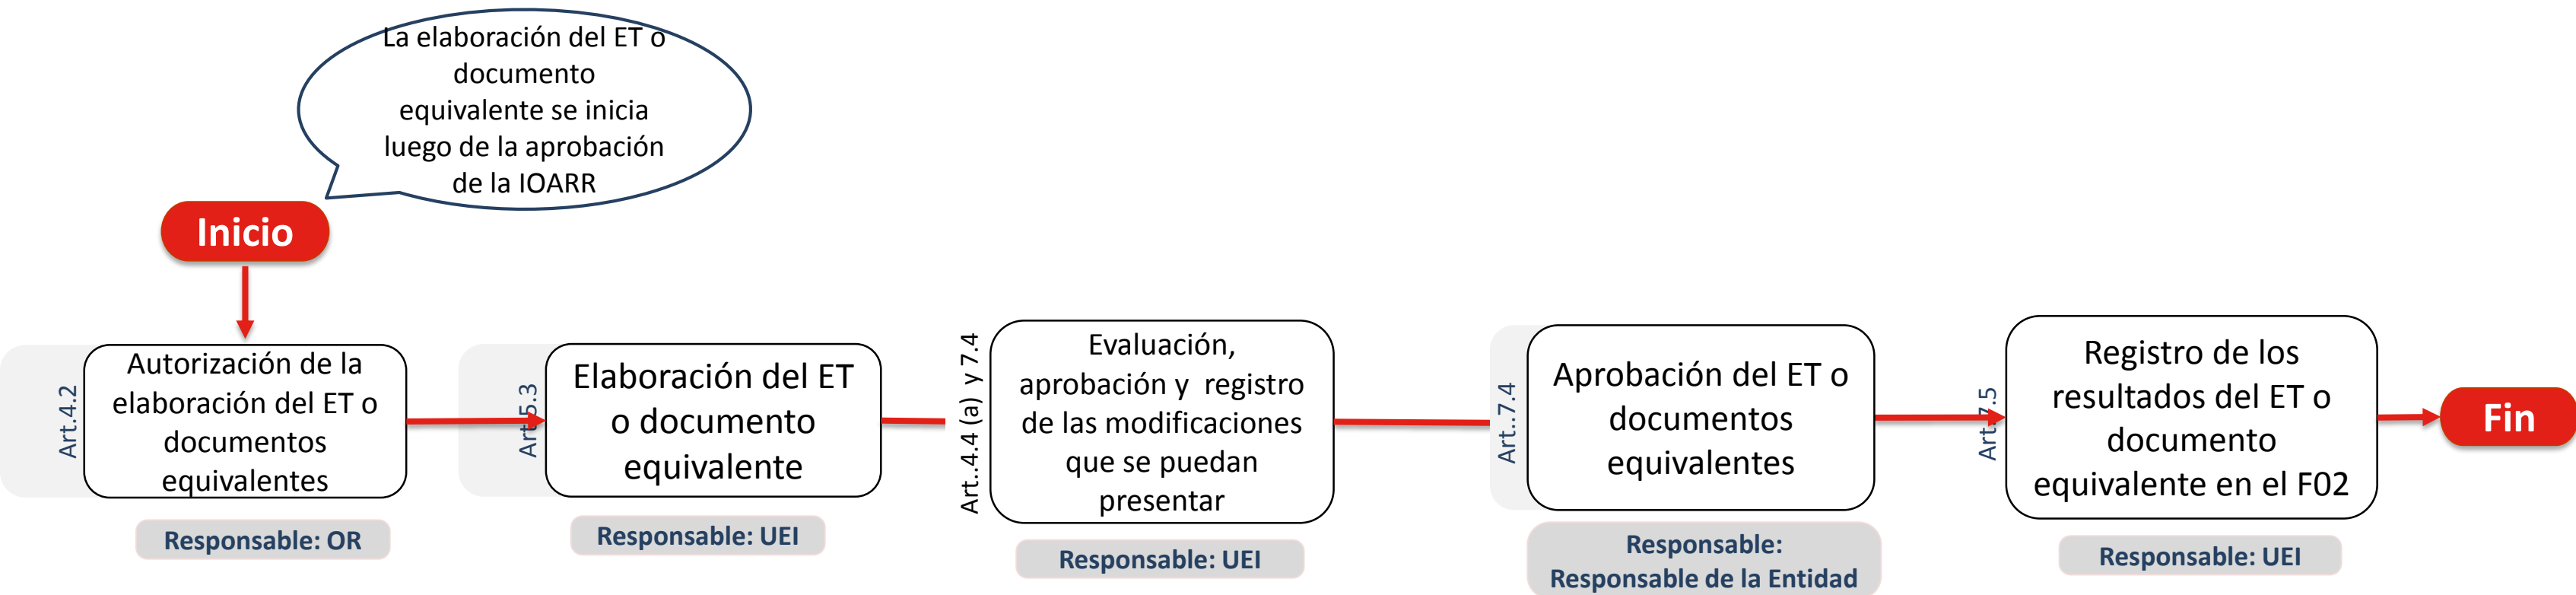 La elaboración del ET o
documento
equivalente se inicia
luego de la aprobación
de la IOARR
Inicio
Art.4.2
Autorización de la
elaboración del ET o
documentos
equivalentes
Responsable: OR
Art.5.3
Elaboración del ET
o documento
equivalente
Responsable: UEI
Art..4.4 (a) y 7.4
Evaluación,
aprobación y registro
de las modificaciones
que se puedan
presentar
Responsable: UEI
Art..7.4
Aprobación del ET o
documentos
equivalentes
Responsable:
Responsable de la Entidad
Art.7.5
Registro de los
resultados del ET o
documento
equivalente en el F02
Responsable: UEI
Fin